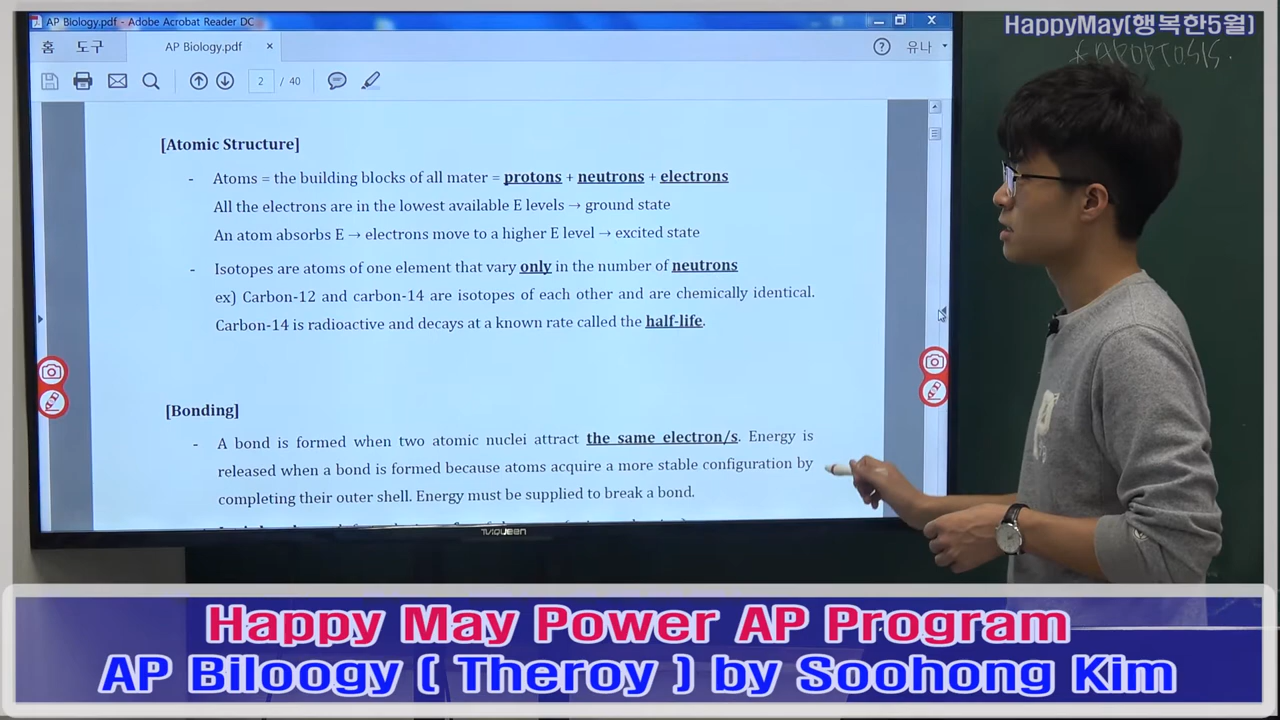 AP Biology.pdf - Adobe Acrobat Reader DC
HappyMay[행복한5월]
*APOPTOSIS.
홈 도구 AP Biology.pdf × ? 유나
2 / 40
[Atomic Structure]
- Atoms = the building blocks of all mater = protons + neutrons + electrons
All the electrons are in the lowest available E levels → ground state
An atom absorbs E → electrons move to a higher E level → excited state
- Isotopes are atoms of one element that vary only in the number of neutrons
ex) Carbon-12 and carbon-14 are isotopes of each other and are chemically identical.
Carbon-14 is radioactive and decays at a known rate called the half-life.
[Bonding]
- A bond is formed when two atomic nuclei attract the same electron/s. Energy is
released when a bond is formed because atoms acquire a more stable configuration by
completing their outer shell. Energy must be supplied to break a bond.
TVIQUEEN
Happy May Power AP Program
AP Biloogy ( Theroy ) by Soohong Kim